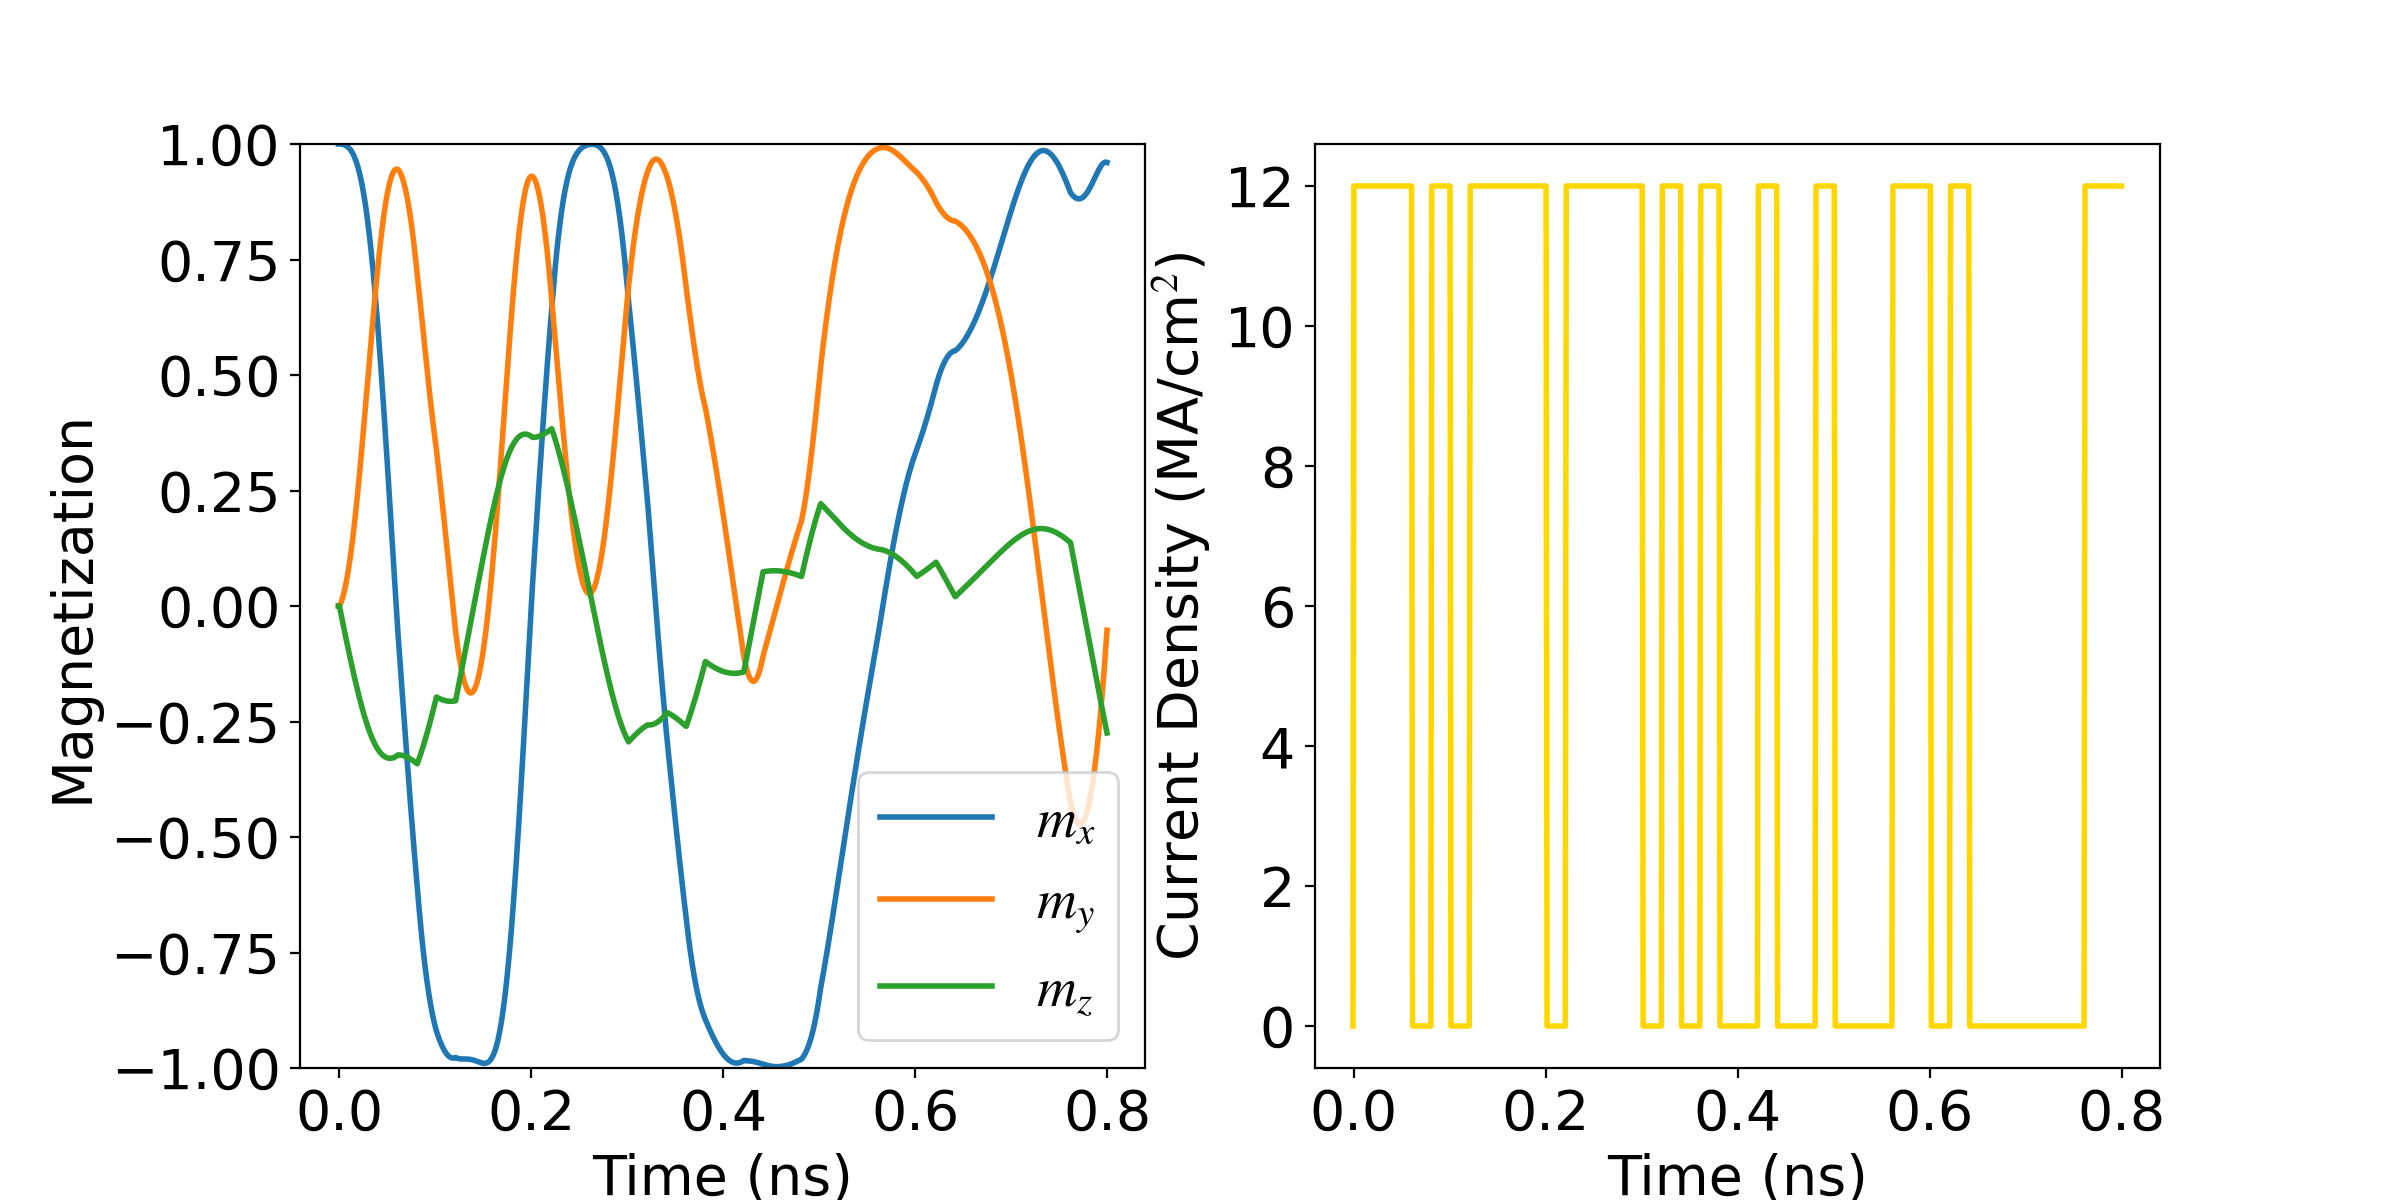 Magnetization
1.00
0.75
0.50
0.25
0.00
−0.25
−0.50
−0.75
−1.00
0.0 0.2 0.4 0.6 0.8
Time (ns)
m_x
m_y
m_z
Current Density (MA/cm²)
12
10
8
6
4
2
0
0.0 0.2 0.4 0.6 0.8
Time (ns)